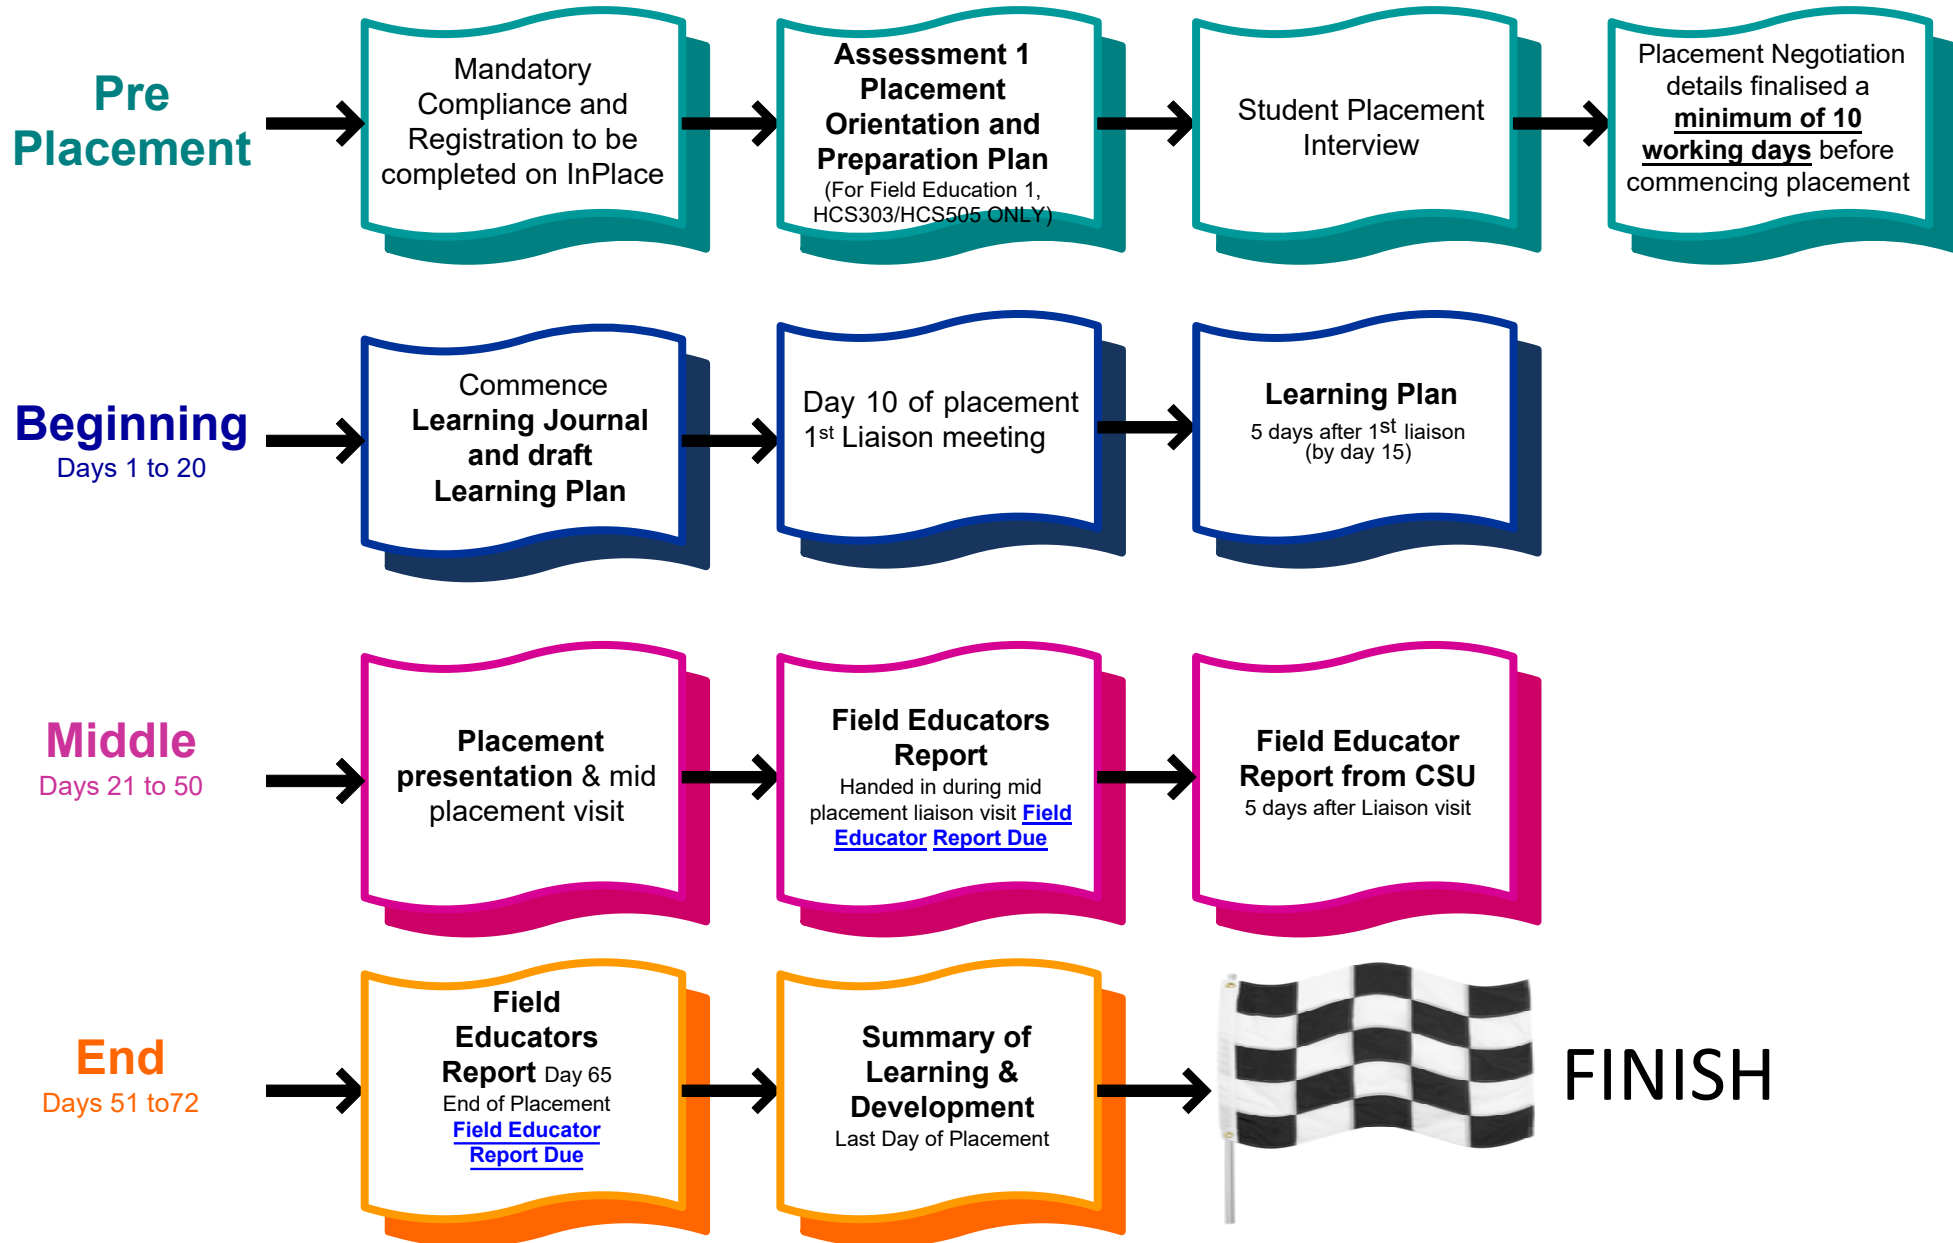 Pre
Placement
Mandatory
Compliance and
Registration to be
completed on InPlace
Assessment 1
Placement
Orientation and
Preparation Plan
(For Field Education 1,
HCS303/HCS505 ONLY)
Student Placement
Interview
Placement Negotiation
details finalised a
minimum of 10
working days before
commencing placement
Beginning
Days 1 to 20
Commence
Learning Journal
and draft
Learning Plan
Day 10 of placement
1st Liaison meeting
Learning Plan
5 days after 1st liaison
(by day 15)
Middle
Days 21 to 50
Placement
presentation & mid
placement visit
Field Educators
Report
Handed in during mid
placement liaison visit Field
Educator Report Due
Field Educator
Report from CSU
5 days after Liaison visit
End
Days 51 to72
Field
Educators
Report Day 65
End of Placement
Field Educator
Report Due
Summary of
Learning &
Development
Last Day of Placement
FINISH